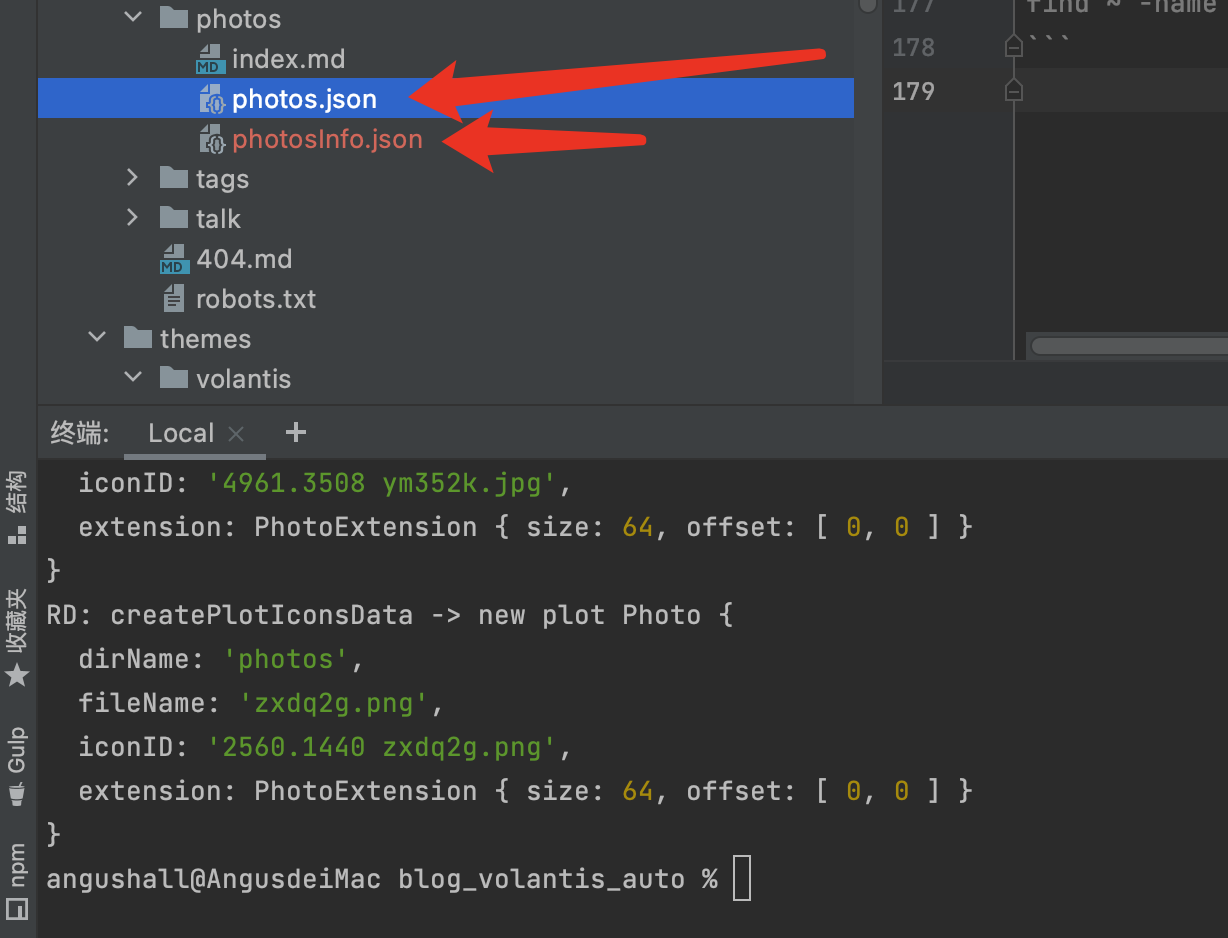 photos
MD index.md
photos.json
photosInfo.json
tags
talk
MD 404.md
robots.txt
themes
volantis
177
find ~ -name
178
```
179
终端:
Local
iconID: '4961.3508 ym352k.jpg',
extension: PhotoExtension { size: 64, offset: [ 0, 0 ] }
}
RD: createPlotIconsData -> new plot Photo {
dirName: 'photos',
fileName: 'zxdq2g.png',
iconID: '2560.1440 zxdq2g.png',
extension: PhotoExtension { size: 64, offset: [ 0, 0 ] }
}
angushall@AngusdeiMac blog_volantis_auto %
结构
收藏夹
Gulp
npm